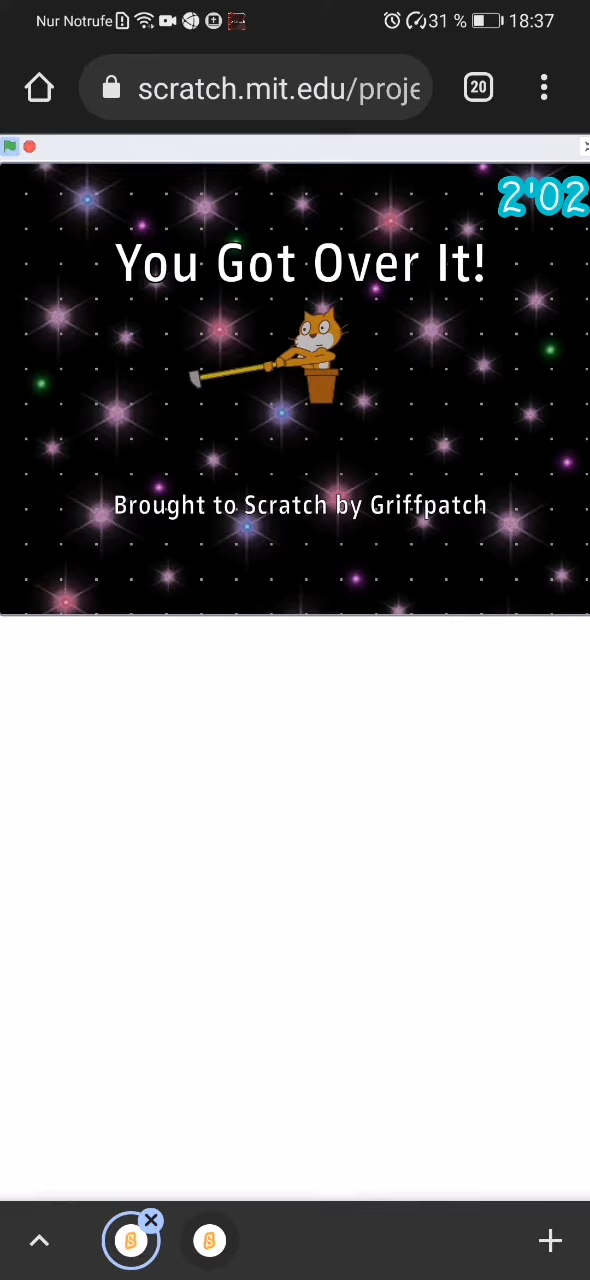 Nur Notrufe 31 % 18:37
scratch.mit.edu/proje 20
2'02
You Got Over It!
Brought to Scratch by Griffpatch